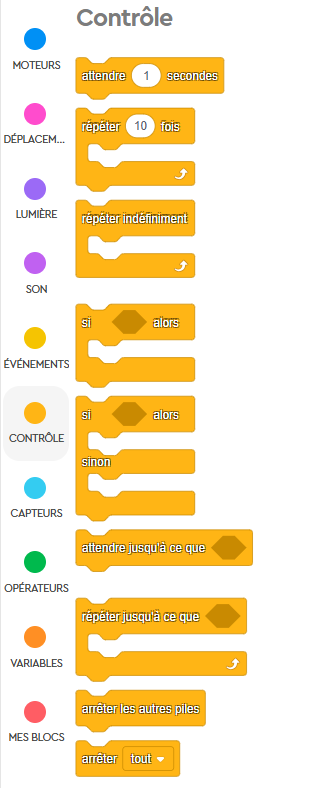 Contrôle
MOTEURS
DÉPLACEM...
LUMIÈRE
SON
ÉVÉNEMENTS
CONTRÔLE
CAPTEURS
OPÉRATEURS
VARIABLES
MES BLOCS
attendre 1 secondes
répéter 10 fois
répéter indéfiniment
si alors
si alors
sinon
attendre jusqu'à ce que
répéter jusqu'à ce que
arrêter les autres piles
arrêter tout